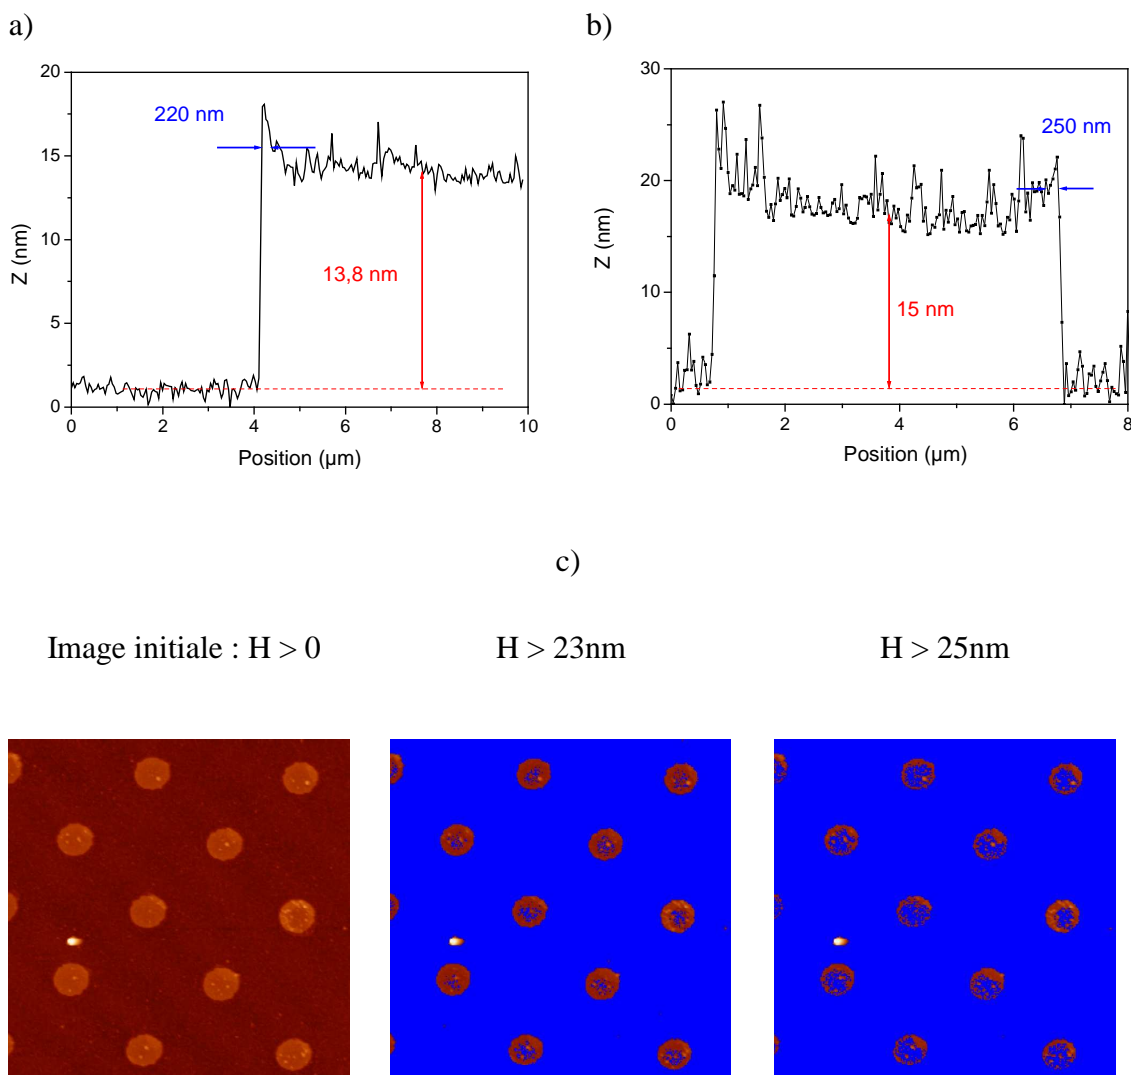 a)
b)
20
15
10
5
0
Z (nm)
0
2
4
6
8
10
Position (µm)
220 nm
13,8 nm
30
20
10
0
Z (nm)
0
2
4
6
8
Position (µm)
250 nm
15 nm
c)
Image initiale : H > 0
H > 23nm
H > 25nm